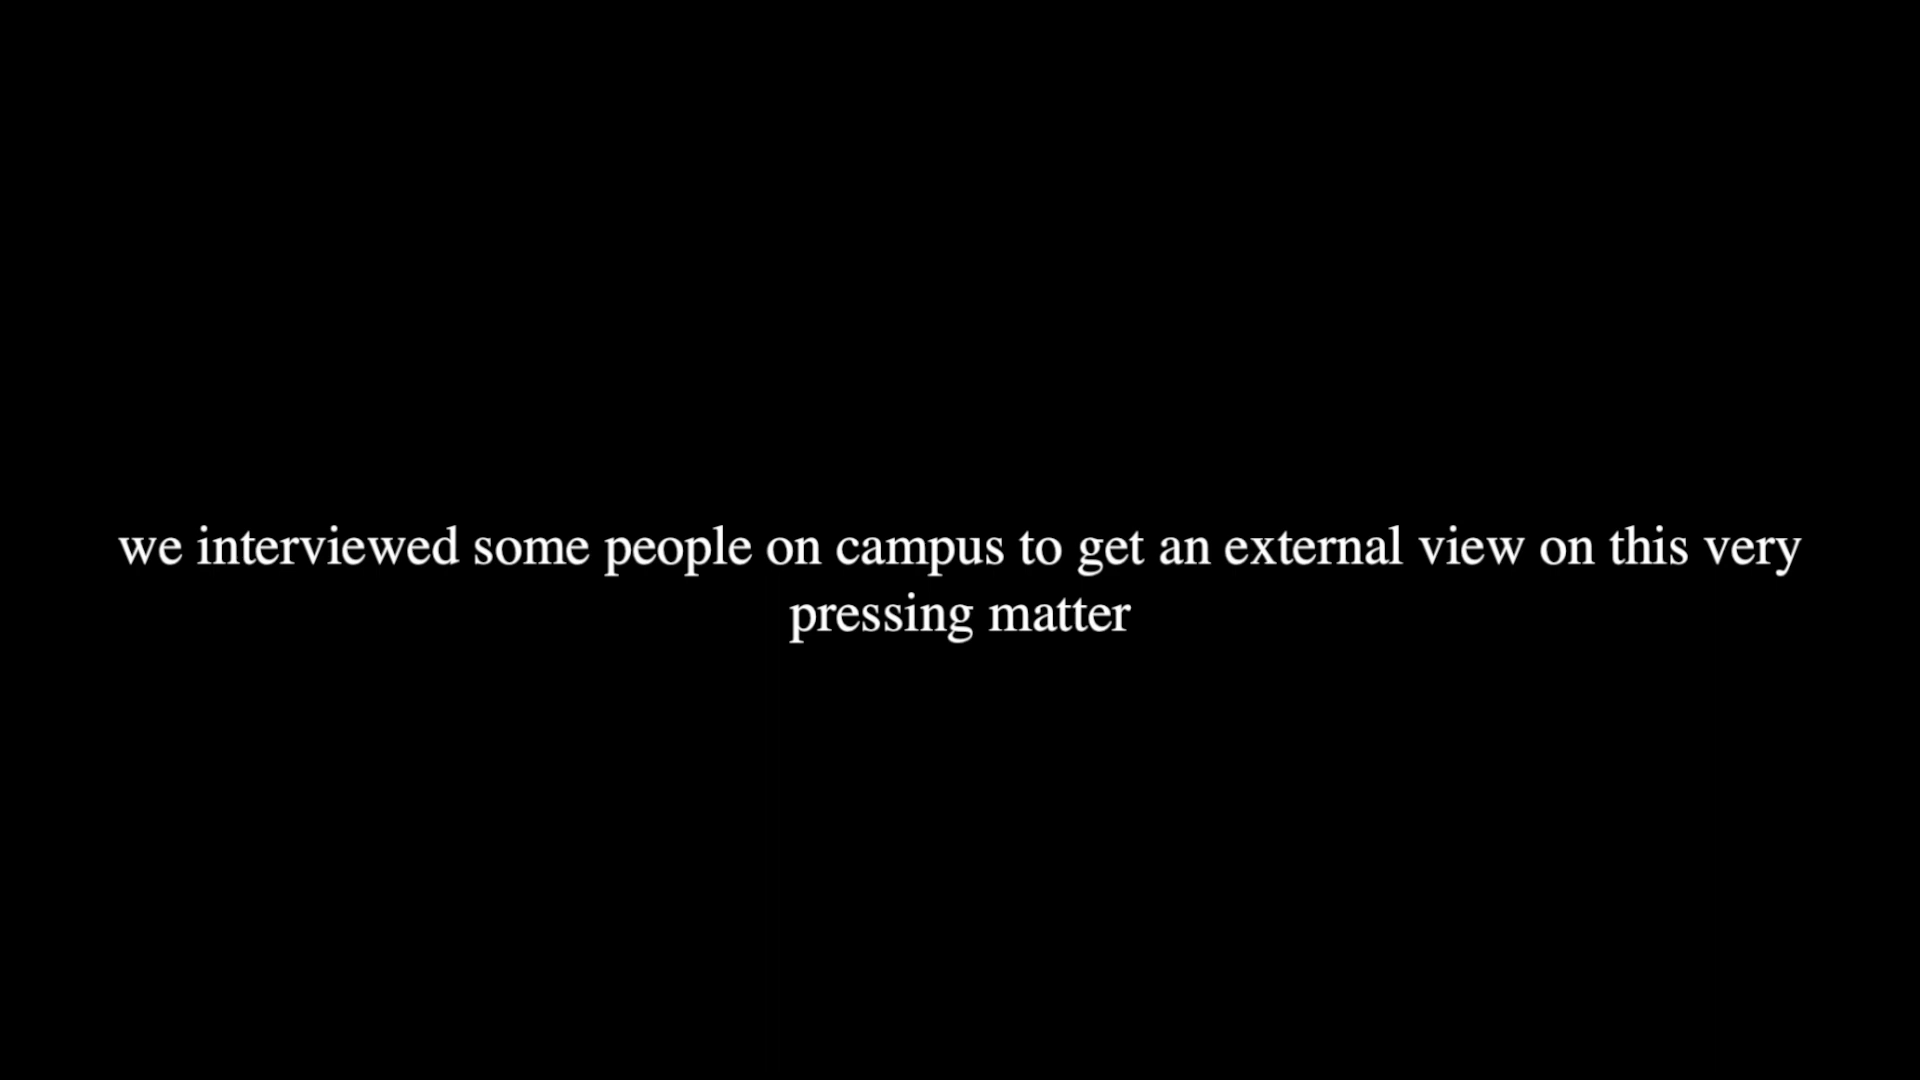 we interviewed some people on campus to get an external view on this very
pressing matter